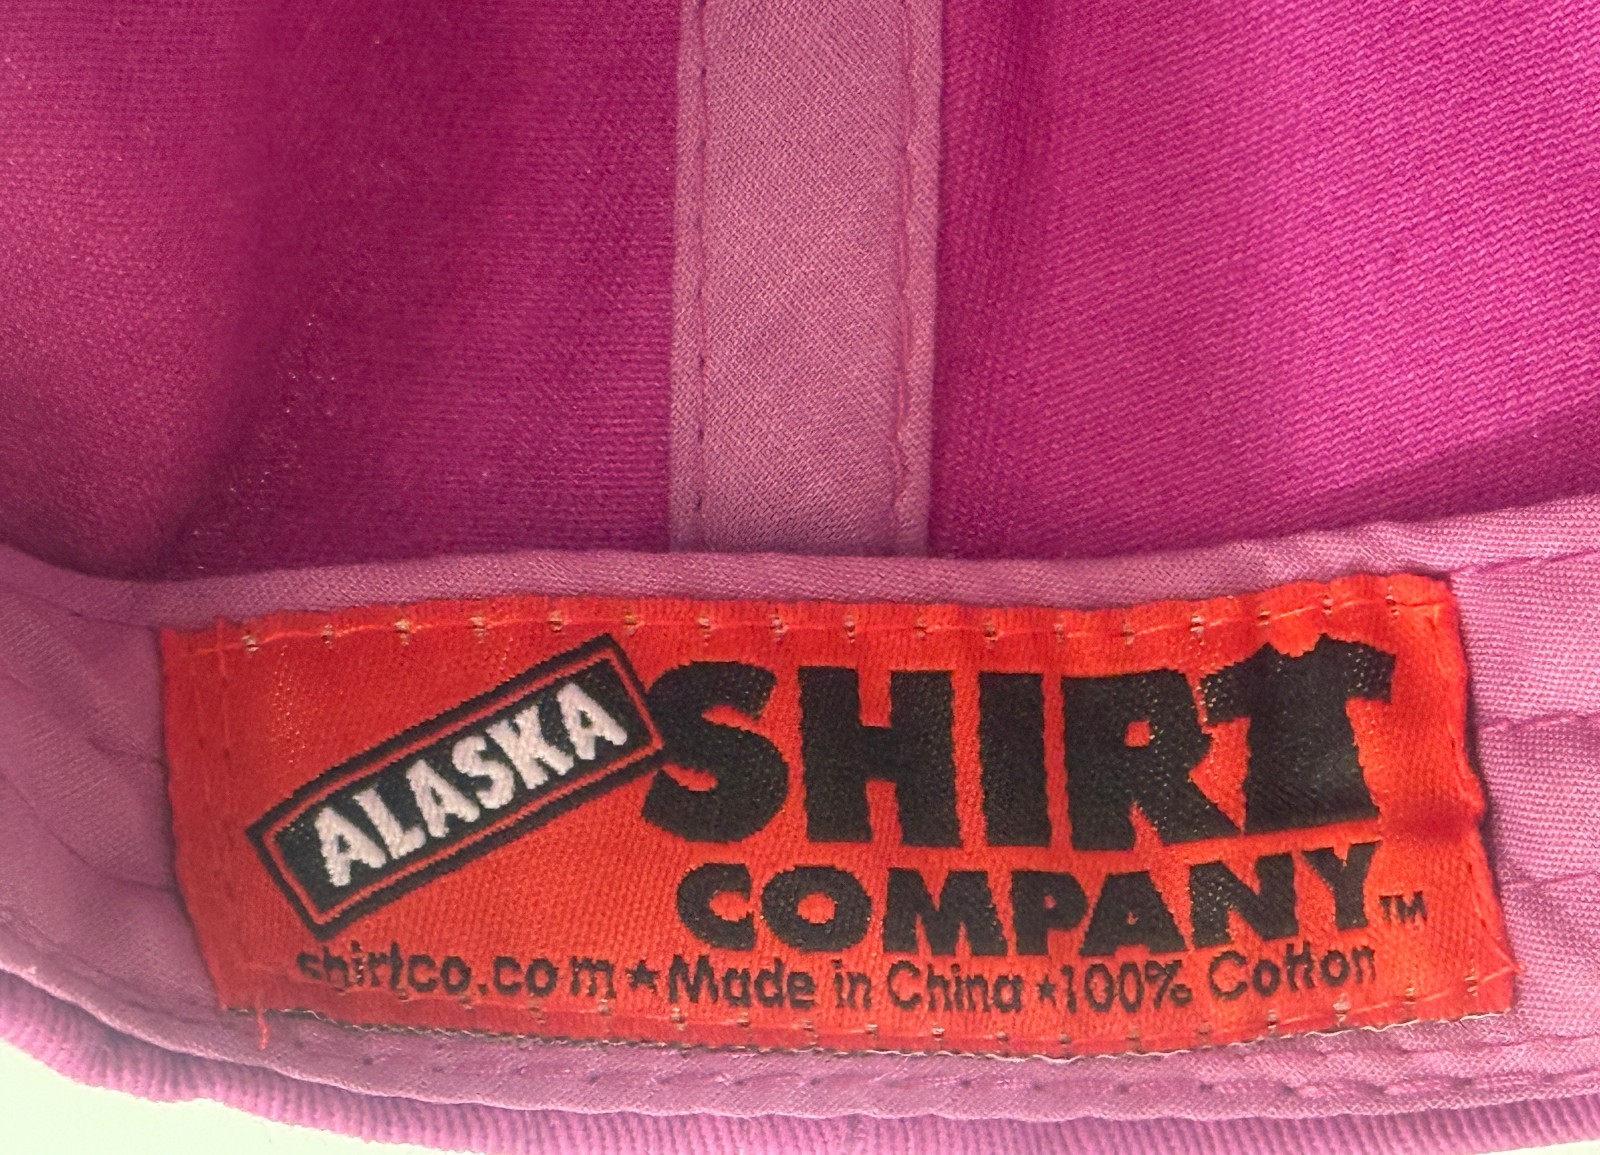 ALASKA SHIRT
COMPANY™
shirtco.com★Made in China★100% Cotton